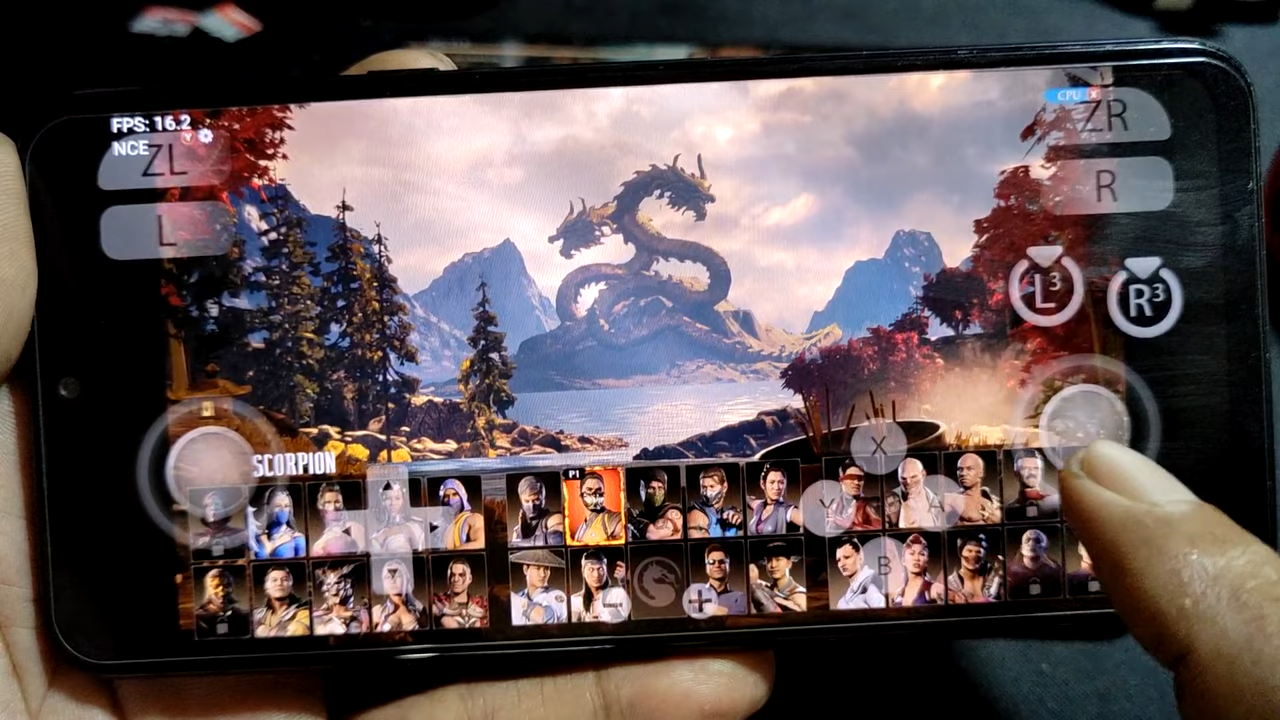 FPS: 16.2
NCE
ZL
L
CPU X
ZR
R
L3
R3
SCORPION
P1
X
Y
A
B